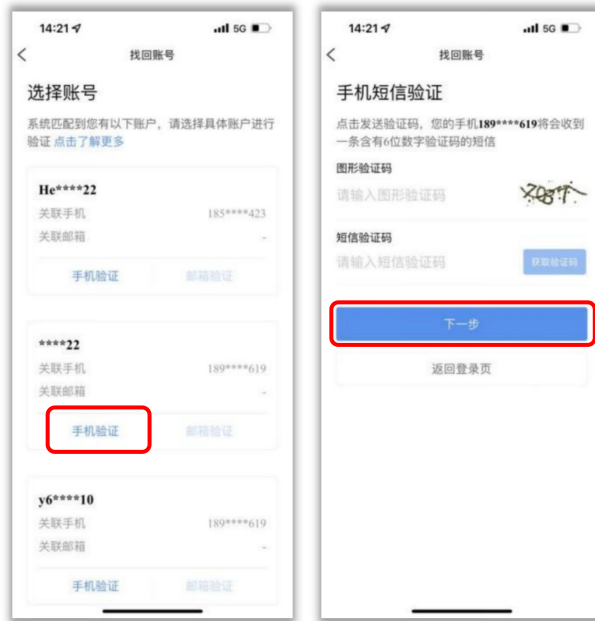 14:21
5G
找回账号
选择账号
系统匹配到您有以下账户，请选择具体账户进行
验证 点击了解更多
He****22
关联手机 185****423
关联邮箱 -
手机验证 邮箱验证
****22
关联手机 189****619
关联邮箱 -
手机验证 邮箱验证
y6****10
关联手机 189****619
关联邮箱 -
手机验证 邮箱验证
14:21
5G
找回账号
手机短信验证
点击发送验证码，您的手机189****619将会收到
一条含有6位数字验证码的短信
图形验证码
请输入图形验证码
短信验证码
请输入短信验证码 获取验证码
下一步
返回登录页